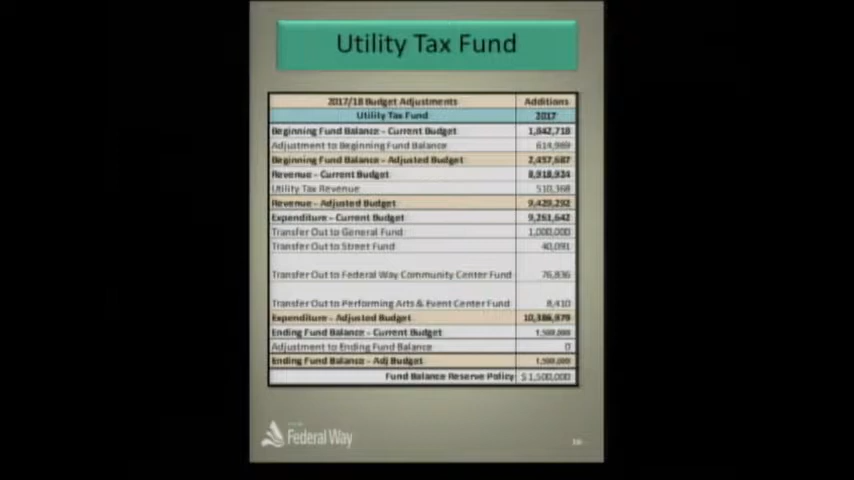 Utility Tax Fund
2017/18 Budget Adjustments Additions
Utility Tax Fund 2017
Beginning Fund Balance - Current Budget 1,842,718
Adjustment to Beginning Fund Balance 614,969
Beginning Fund Balance - Adjusted Budget 2,457,687
Revenue - Current Budget 8,918,924
Utility Tax Revenue 510,368
Revenue - Adjusted Budget 9,429,292
Expenditure - Current Budget 9,261,642
Transfer Out to General Fund 1,000,000
Transfer Out to Street Fund 40,091
Transfer Out to Federal Way Community Center Fund 76,836
Transfer Out to Performing Arts & Event Center Fund 8,410
Expenditure - Adjusted Budget 10,386,979
Ending Fund Balance - Current Budget 1,500,000
Adjustment to Ending Fund Balance 0
Ending Fund Balance - Adj Budget 1,500,000
Fund Balance Reserve Policy: $ 1,500,000
Federal Way